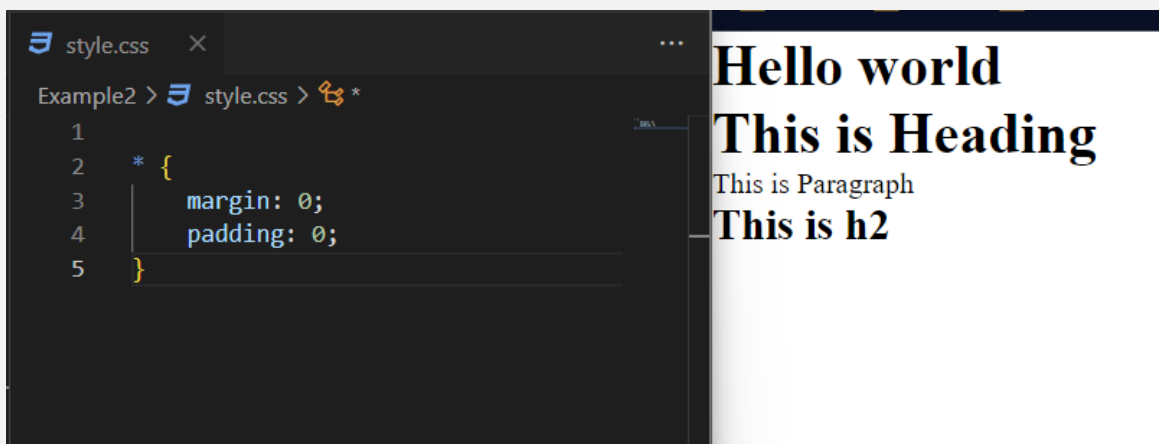 style.css
Example2 > style.css > *
1
2 * {
3 margin: 0;
4 padding: 0;
5 }
Hello world
This is Heading
This is Paragraph
This is h2